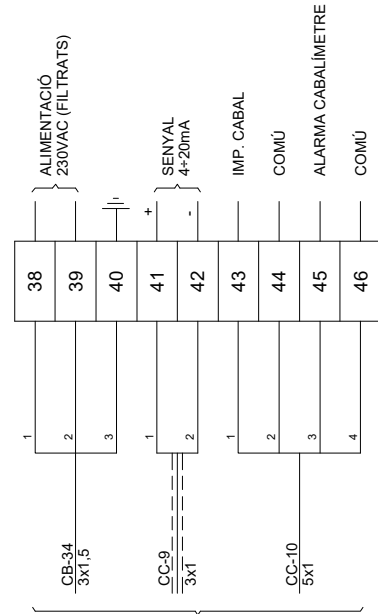 ALIMENTACIÓ
230VAC (FILTRATS)
SENYAL
4÷20mA
+
-
IMP. CABAL
COMÚ
ALARMA CABALÍMETRE
COMÚ
38
39
40
41
42
43
44
45
46
1
2
3
1
2
1
2
3
4
CB-34
3x1,5
CC-9
3x1
CC-10
5x1